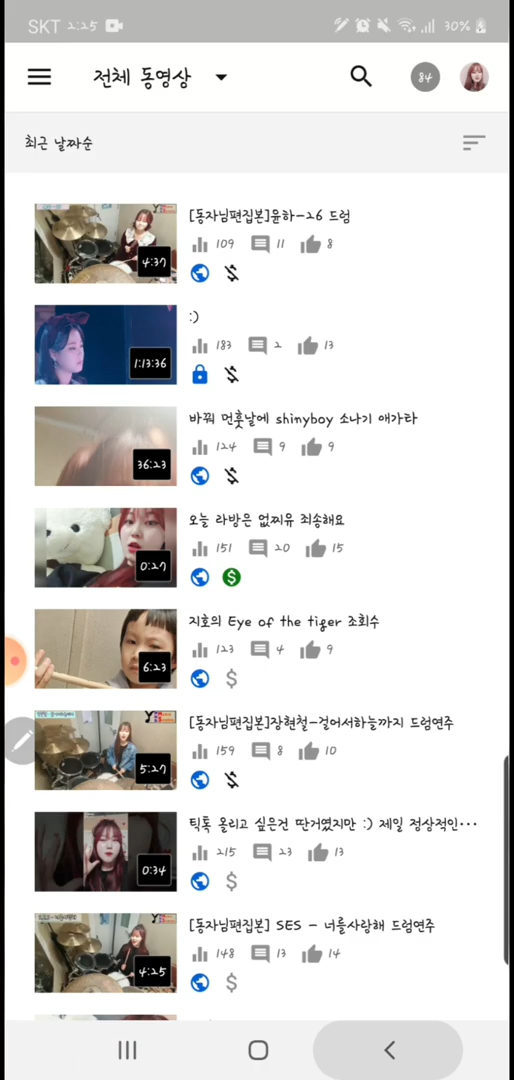 SKT 2:25 30%
전체 동영상 84
최근 날짜순
[동자님편집본]윤하-26 드럼
109 11 8
4:37
:)
183 2 13
1:13:36
바꿔 먼훗날에 shinyboy 소나기 애가라
124 9 9
36:23
오늘 라방은 없찌유 죄송해요
151 20 15
0:27
지호의 Eye of the tiger 조회수
123 4 9
6:23
[동자님편집본]장현철-걸어서하늘까지 드럼연주
159 8 10
5:27
틱톡 올리고 싶은건 딴거였지만 :) 제일 정상적인...
215 23 13
0:34
[동자님편집본] SES - 너를사랑해 드럼연주
148 13 14
4:25